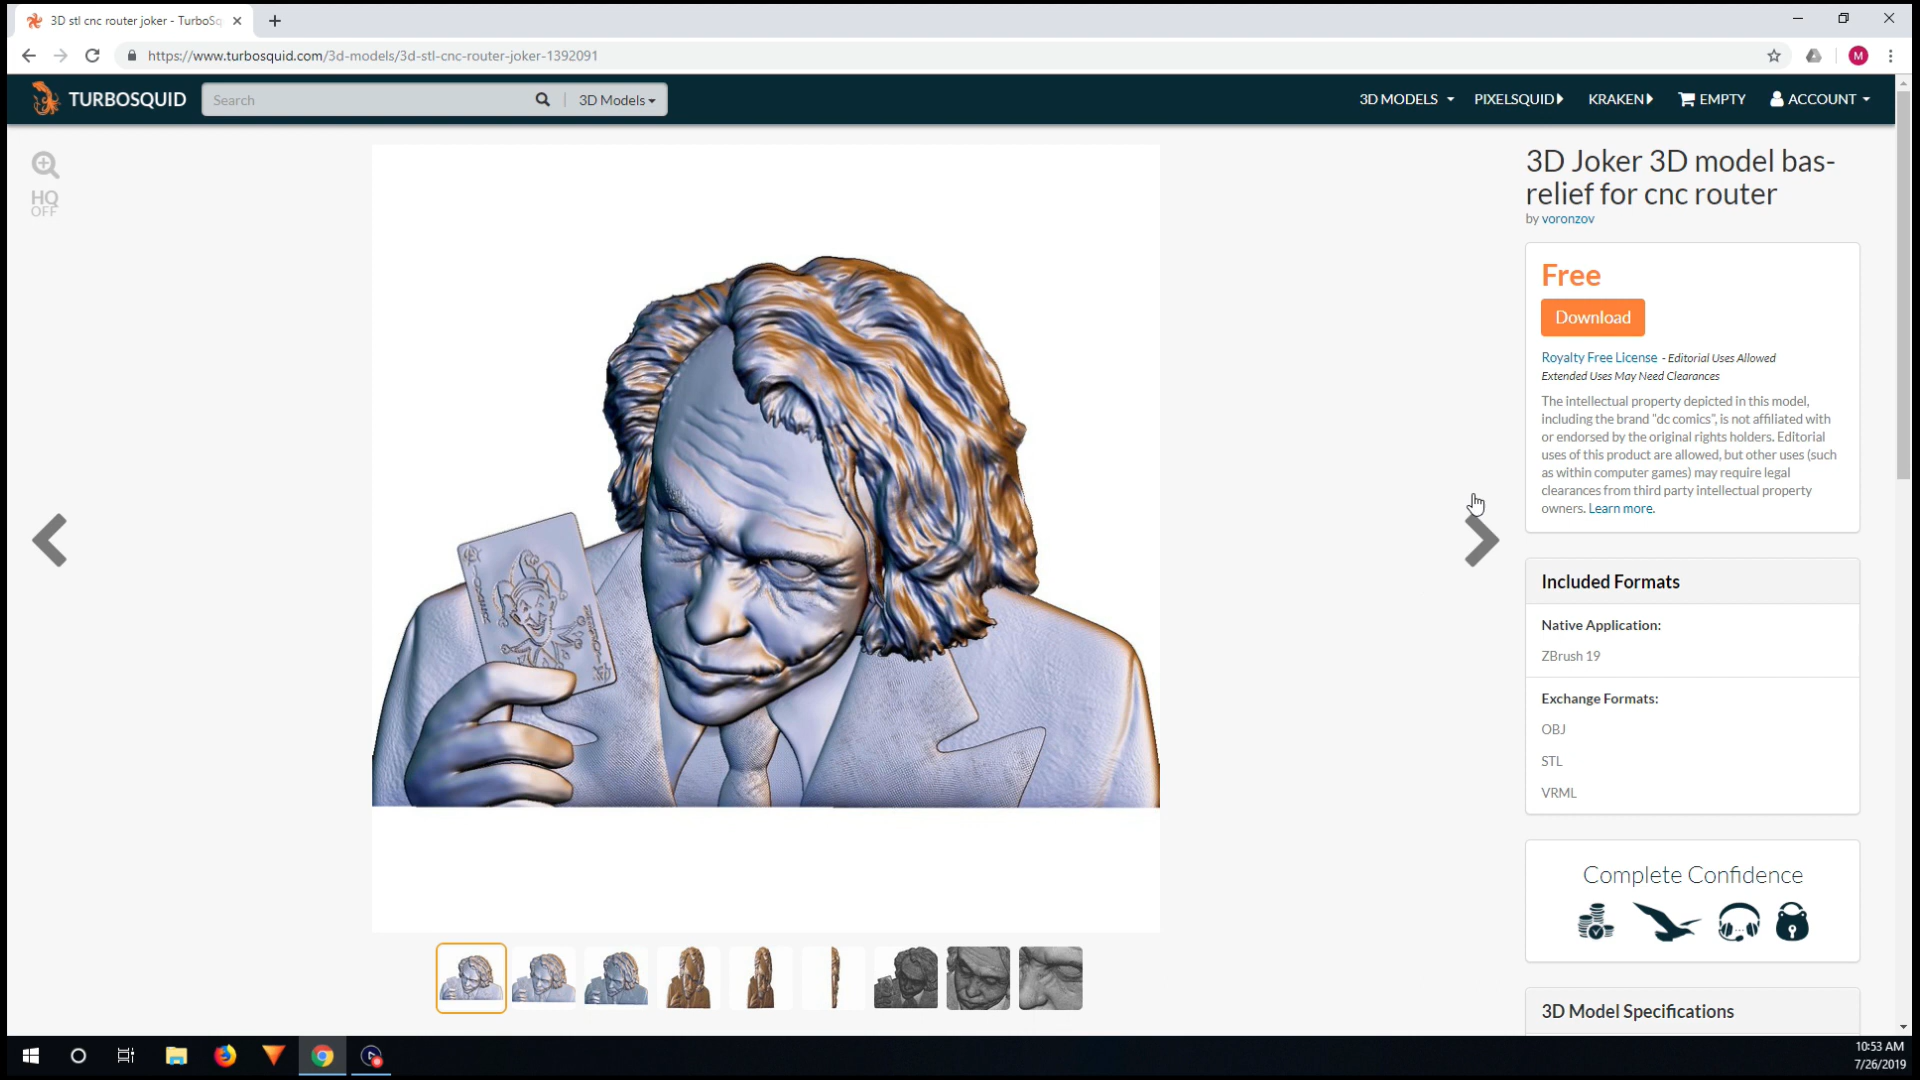 3D stl cnc router joker - TurboSq
https://www.turbosquid.com/3d-models/3d-stl-cnc-router-joker-1392091
M
TURBOSQUID
Search
3D Models
3D MODELS
PIXELSQUID
KRAKEN
EMPTY
ACCOUNT
HQ
OFF
3D Joker 3D model bas-
relief for cnc router
by voronzov
Free
Download
Royalty Free License - Editorial Uses Allowed
Extended Uses May Need Clearances
The intellectual property depicted in this model,
including the brand "dc comics", is not affiliated with
or endorsed by the original rights holders. Editorial
uses of this product are allowed, but other uses (such
as within computer games) may require legal
clearances from third party intellectual property
owners. Learn more.
Included Formats
Native Application:
ZBrush 19
Exchange Formats:
OBJ
STL
VRML
Complete Confidence
3D Model Specifications
10:53 AM
7/26/2019